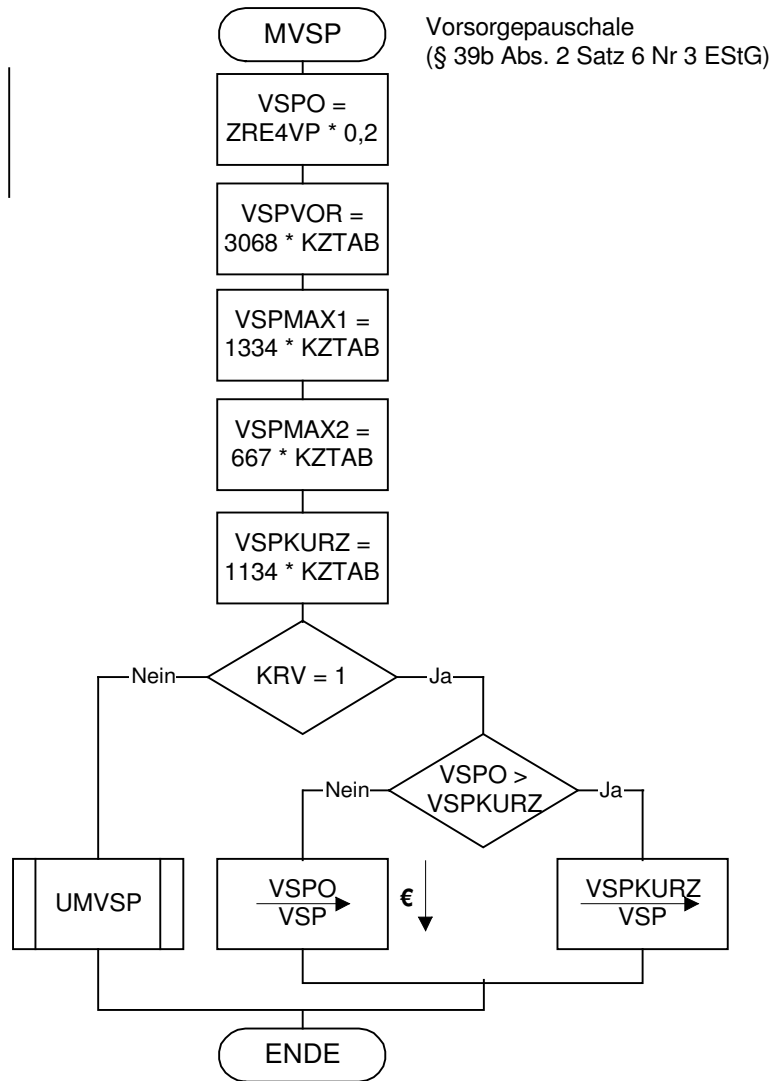 MVSP
Vorsorgepauschale
(§ 39b Abs. 2 Satz 6 Nr 3 EStG)
VSPO =
ZRE4VP * 0,2
VSPVOR =
3068 * KZTAB
VSPMAX1 =
1334 * KZTAB
VSPMAX2 =
667 * KZTAB
VSPKURZ =
1134 * KZTAB
Nein
KRV = 1
Ja
Nein
VSPO >
VSPKURZ
Ja
UMVSP
VSPO
VSP
€
VSPKURZ
VSP
ENDE